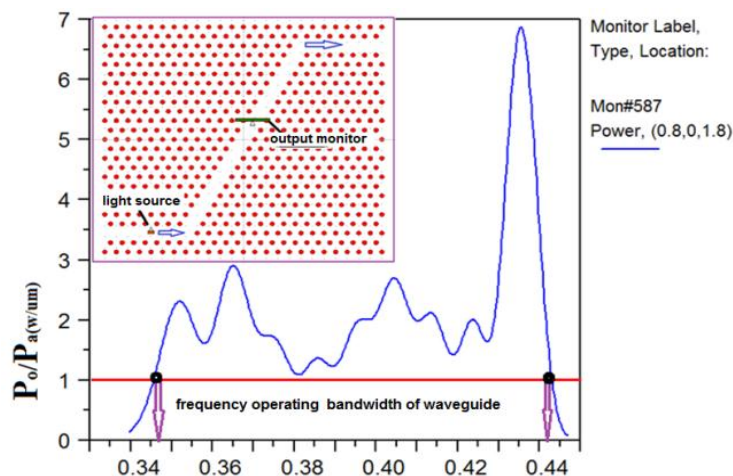 7
6
5
4
3
2
1
0
Po/Pa(w/um)
output monitor
light source
frequency operating bandwidth of waveguide
0.34
0.36
0.38
0.40
0.42
0.44
Monitor Label,
Type, Location:
Mon#587
Power, (0.8,0,1.8)